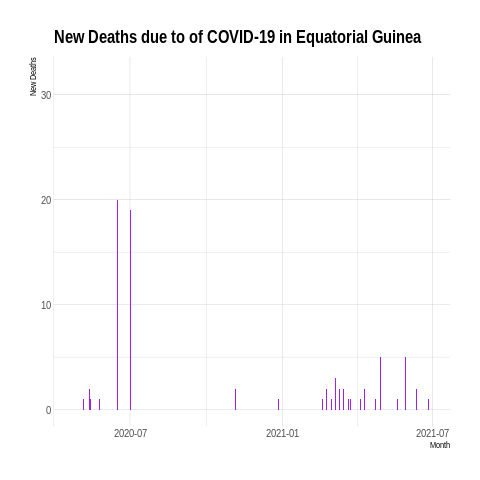 New Deaths due to of COVID-19 in Equatorial Guinea
New Deaths
30
20
10
0
2020-07
2021-01
2021-07
Month